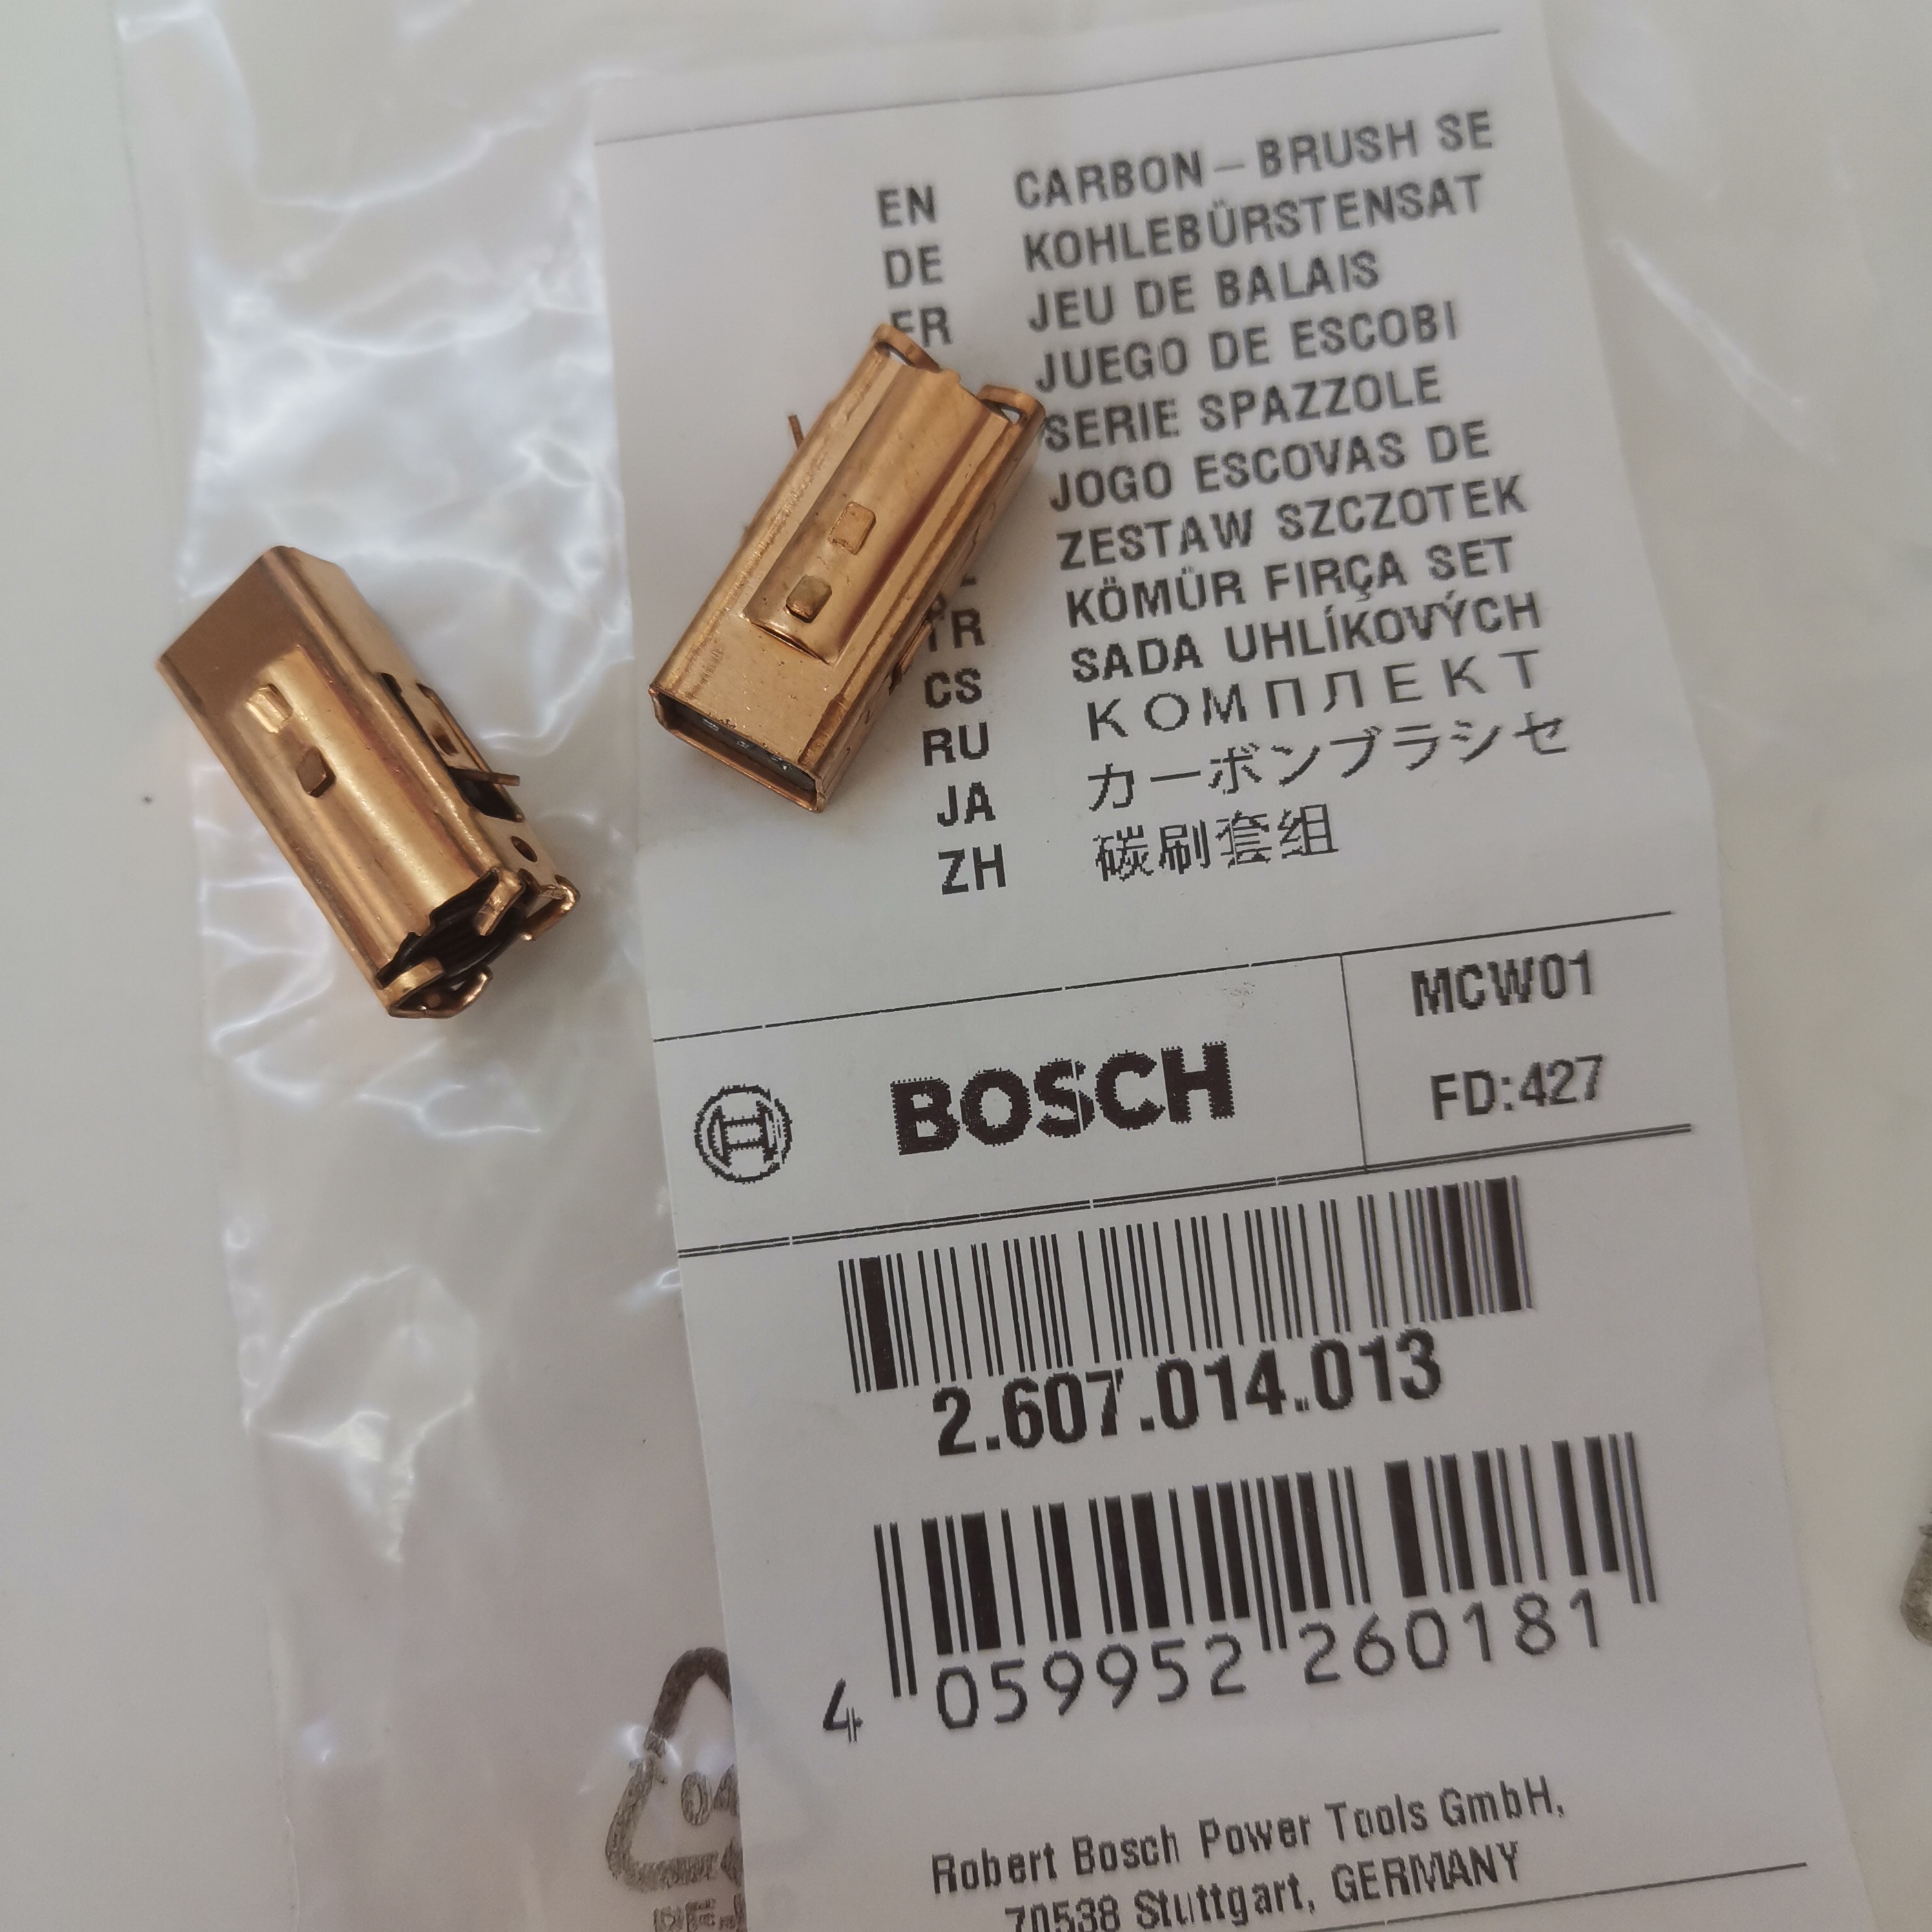 EN CARBON-BRUSH SE
DE KOHLEBÜRSTENSAT
FR JEU DE BALAIS
JUEGO DE ESCOBI
SERIE SPAZZOLE
JOGO ESCOVAS DE
ZESTAW SZCZOTEK
TR KÖMÜR FIRÇA SET
CS SADA UHLÍKOVÝCH
RU КОМПЛЕКТ
JA カーボンブラシセ
ZH 碳刷套组
BOSCH
MCW01
FD:427
2.607.014.013
4 059952 260181
Robert Bosch Power Tools GmbH,
70538 Stuttgart, GERMANY
04